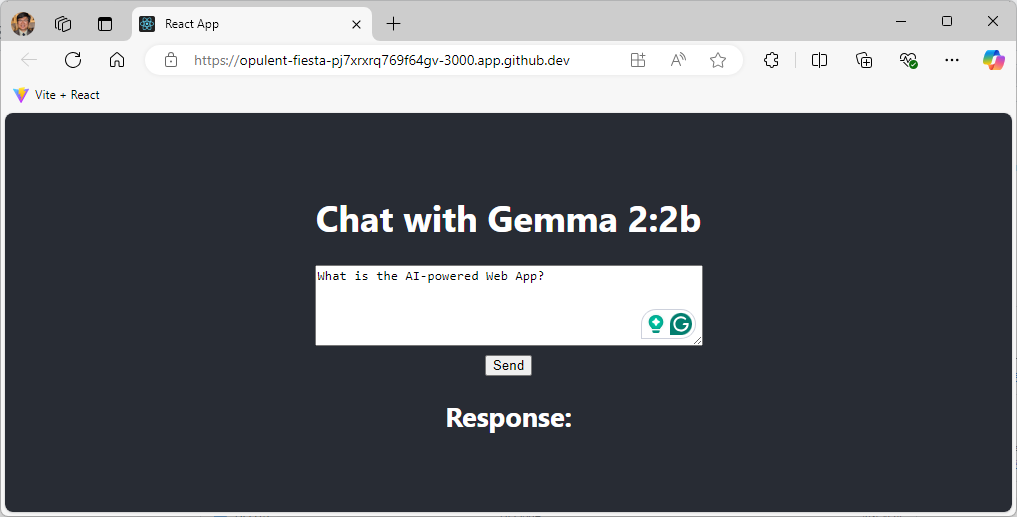 React App
https://opulent-fiesta-pj7xrxrq769f64gv-3000.app.github.dev
Vite + React
Chat with Gemma 2:2b
What is the AI-powered Web App?
Send
Response: